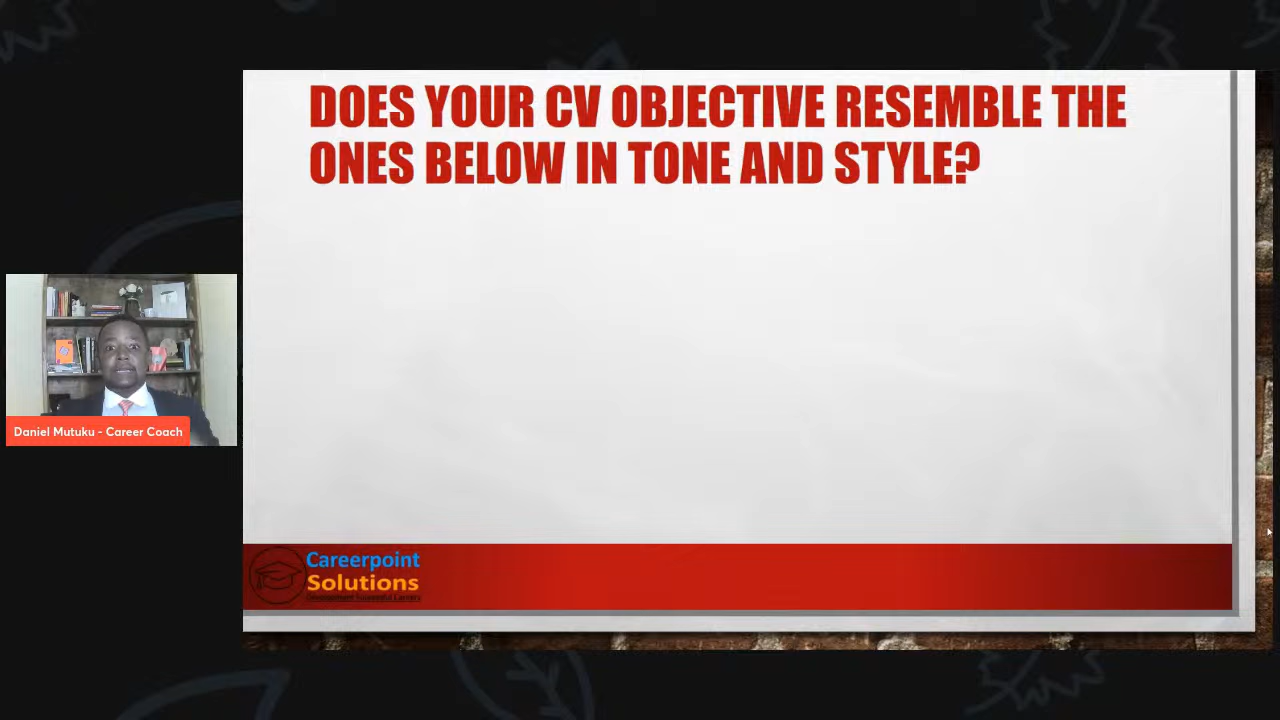 DOES YOUR CV OBJECTIVE RESEMBLE THE
ONES BELOW IN TONE AND STYLE?
Daniel Mutuku - Career Coach
Careerpoint
Solutions